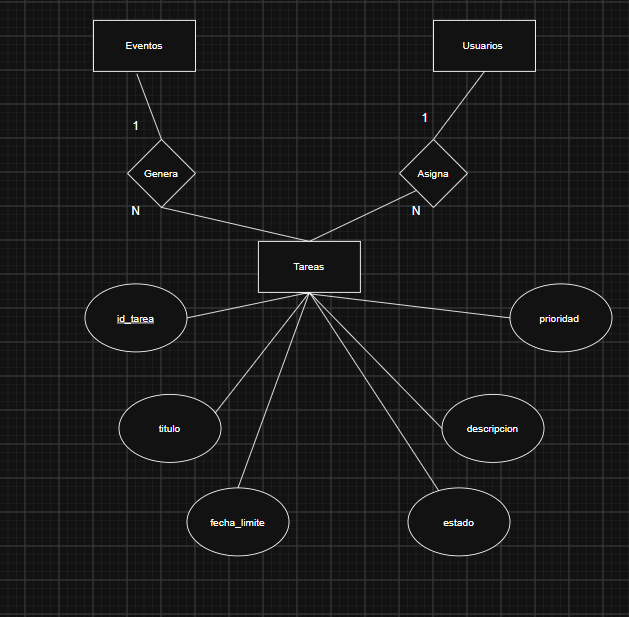 Eventos
Usuarios
1
1
Genera
Asigna
N
N
Tareas
id_tarea
prioridad
titulo
descripcion
fecha_limite
estado